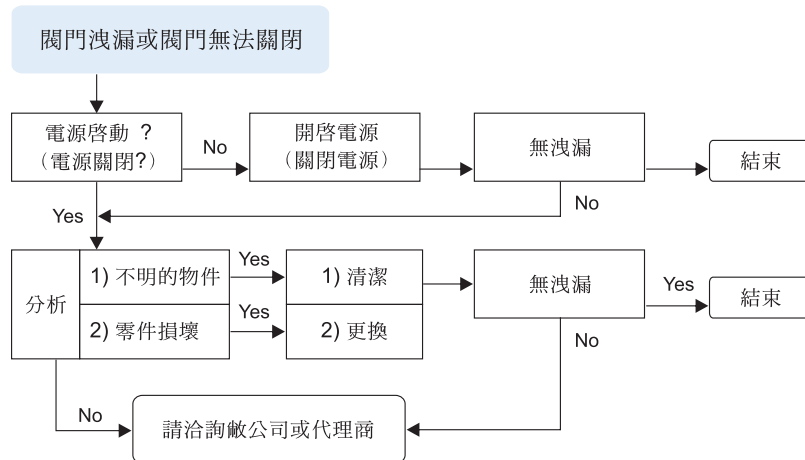 閥門洩漏或閥門無法關閉
電源啓動 ?
(電源關閉?)
No
開啓電源
(關閉電源)
無洩漏
結束
Yes
No
分析
1) 不明的物件
Yes
1) 清潔
2) 零件損壞
Yes
2) 更換
無洩漏
Yes
結束
No
No
請洽詢敝公司或代理商